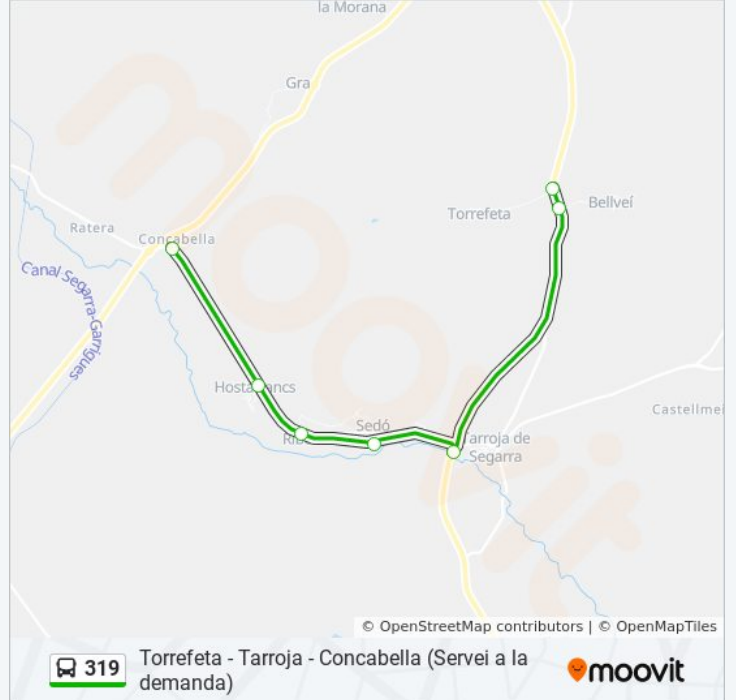 la Morana
Gra
Torrefeta
Bellveí
Ratera
Concabella
Canal Segarra-Garrigues
Sedó
Tarroja de
Segarra
© OpenStreetMap contributors | © OpenMapTiles
319
Torrefeta - Tarroja - Concabella (Servei a la
demanda)
moovit
moovit